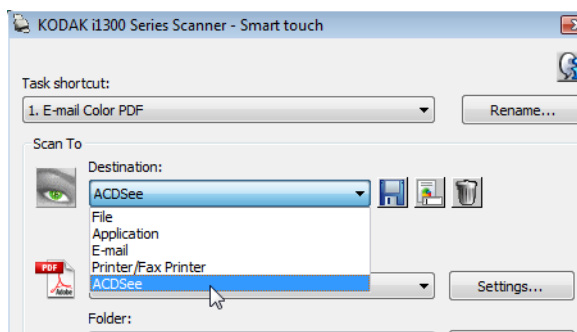 KODAK i1300 Series Scanner - Smart touch
Task shortcut:
1. E-mail Color PDF
Rename...
Scan To
Destination:
ACDSee
File
Application
E-mail
Printer/Fax Printer
ACDSee
PDF
Adobe
Settings...
Folder: